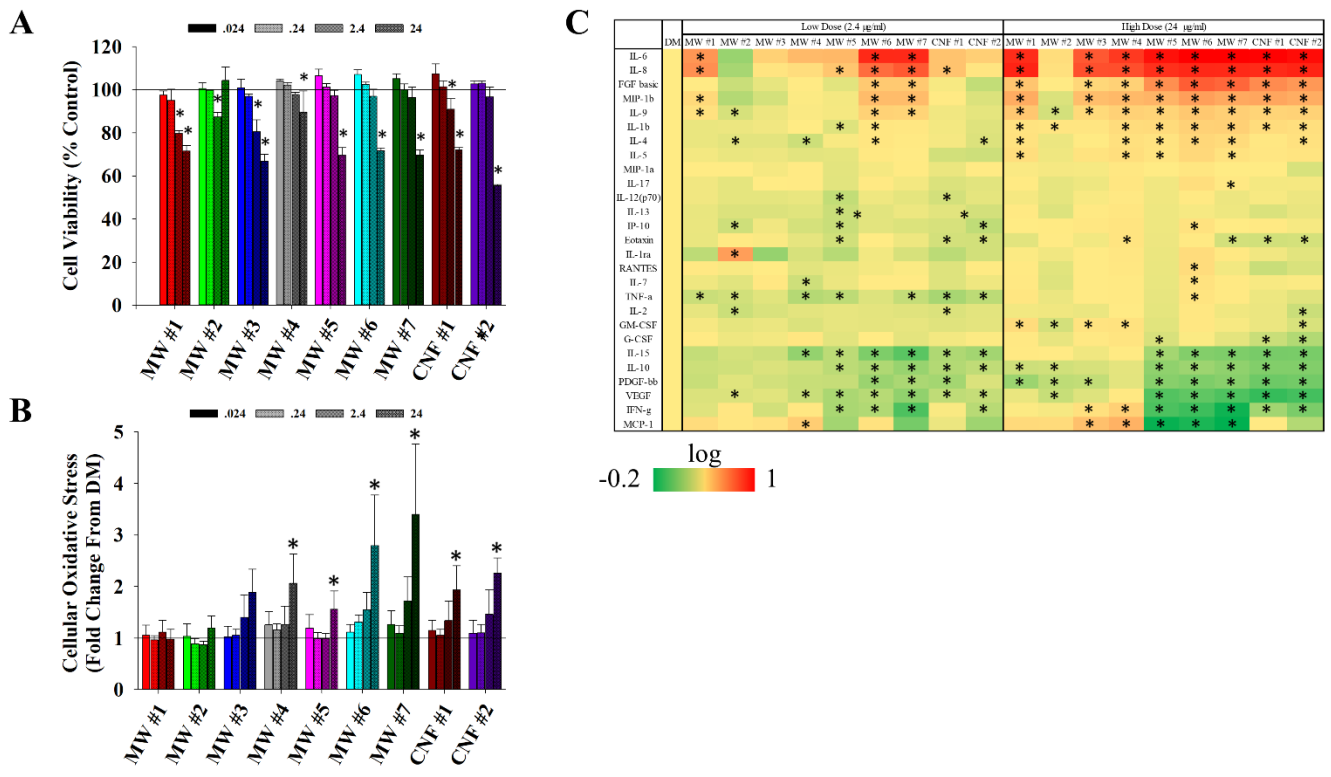 A
.024 .24 2.4 24
Cell Viability (% Control)
120
100
80
60
40
20
0
* * * * * * * * * * *
MW #1 MW #2 MW #3 MW #4 MW #5 MW #6 MW #7 CNF #1 CNF #2
B
.024 .24 2.4 24
Cellular Oxidative Stress
(Fold Change From DM)
5
4
3
2
1
0
* * * * * *
MW #1 MW #2 MW #3 MW #4 MW #5 MW #6 MW #7 CNF #1 CNF #2
C
Low Dose (2.4 µg/ml) High Dose (24 µg/ml)
DM MW #1 MW #2 MW #3 MW #4 MW #5 MW #6 MW #7 CNF #1 CNF #2 MW #1 MW #2 MW #3 MW #4 MW #5 MW #6 MW #7 CNF #1 CNF #2
IL-6
IL-8
FGF basic
MIP-1b
IL-9
IL-1b
IL-4
IL-5
MIP-1a
IL-17
IL-12(p70)
IL-13
IP-10
Eotaxin
IL-1ra
RANTES
IL-7
TNF-a
IL-2
GM-CSF
G-CSF
IL-15
IL-10
PDGF-bb
VEGF
IFN-g
MCP-1
log
-0.2 1